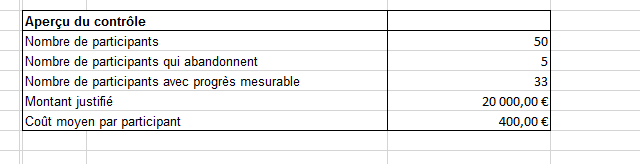 Aperçu du contrôle
Nombre de participants 50
Nombre de participants qui abandonnent 5
Nombre de participants avec progrès mesurable 33
Montant justifié 20 000,00 €
Coût moyen par participant 400,00 €